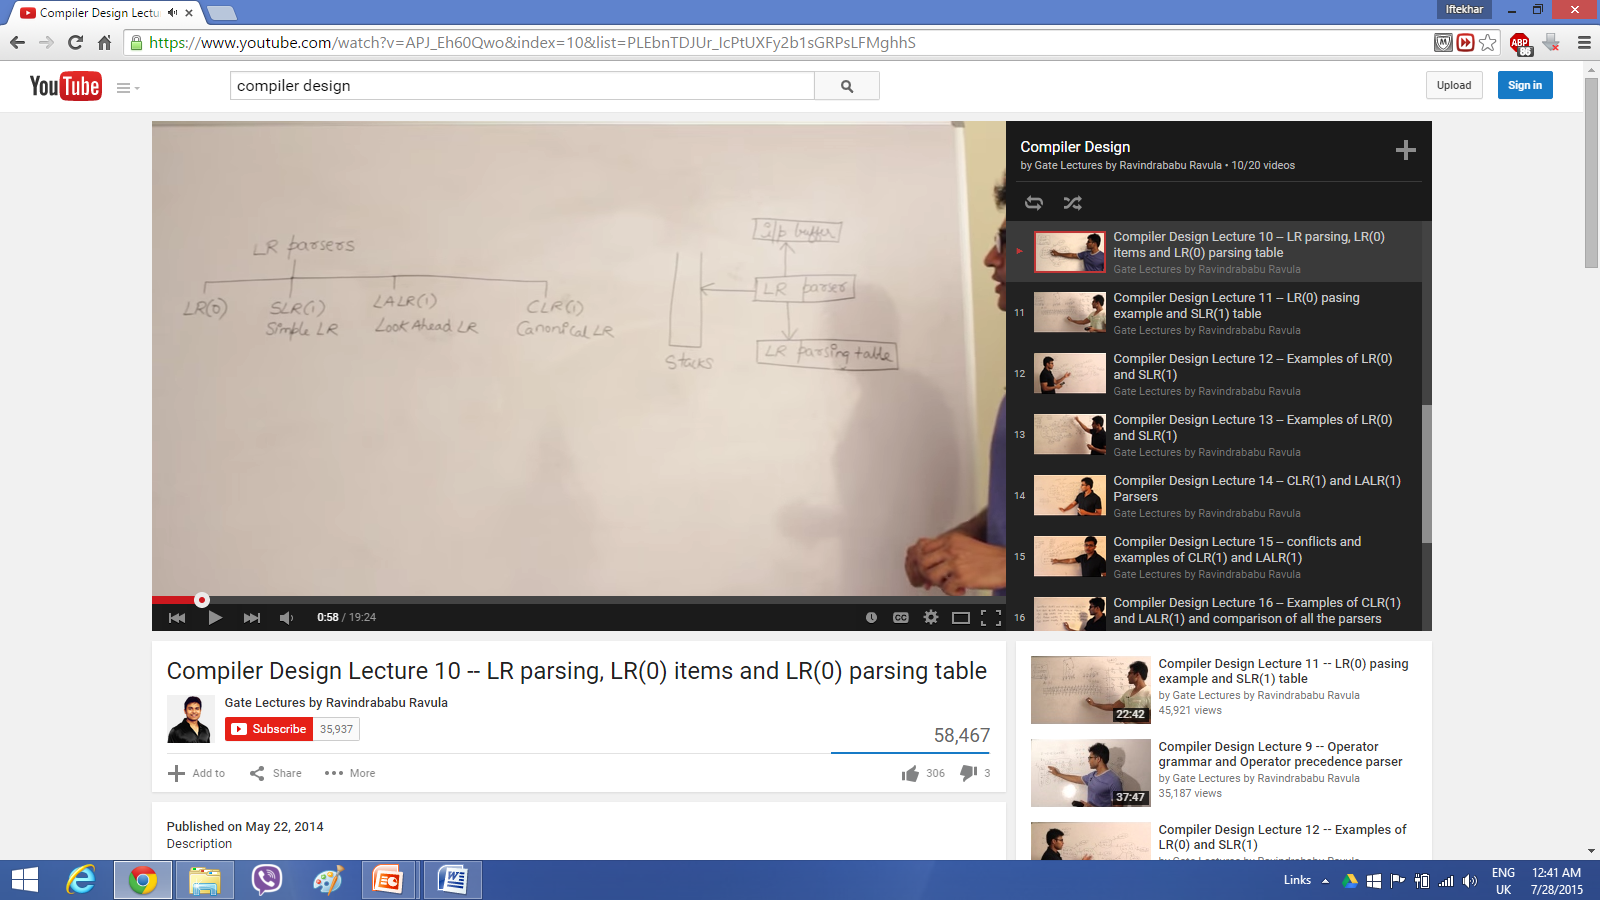 Compiler Design Lectu
Iftekhar
https://www.youtube.com/watch?v=APJ_Eh60Qwo&index=10&list=PLEbnTDJUr_IcPtUXFy2b1sGRPsLFMghhS
ABP
86
YouTube
compiler design
Upload
Sign in
LR parsers
LR(0)
SLR(1)
Simple LR
LALR(1)
Look Ahead LR
CLR(1)
Canonical LR
i/p buffer
LR parser
LR parsing table
Stacks
0:58 / 19:24
CC
Compiler Design
by Gate Lectures by Ravindrababu Ravula • 10/20 videos
Compiler Design Lecture 10 -- LR parsing, LR(0)
items and LR(0) parsing table
Gate Lectures by Ravindrababu Ravula
11
Compiler Design Lecture 11 -- LR(0) pasing
example and SLR(1) table
Gate Lectures by Ravindrababu Ravula
12
Compiler Design Lecture 12 -- Examples of LR(0)
and SLR(1)
Gate Lectures by Ravindrababu Ravula
13
Compiler Design Lecture 13 -- Examples of LR(0)
and SLR(1)
Gate Lectures by Ravindrababu Ravula
14
Compiler Design Lecture 14 -- CLR(1) and LALR(1)
Parsers
Gate Lectures by Ravindrababu Ravula
15
Compiler Design Lecture 15 -- conflicts and
examples of CLR(1) and LALR(1)
Gate Lectures by Ravindrababu Ravula
16
Compiler Design Lecture 16 -- Examples of CLR(1)
and LALR(1) and comparison of all the parsers
Compiler Design Lecture 10 -- LR parsing, LR(0) items and LR(0) parsing table
Gate Lectures by Ravindrababu Ravula
Subscribe 35,937
58,467
Add to Share More
306 3
Published on May 22, 2014
Description
Compiler Design Lecture 11 -- LR(0) pasing
example and SLR(1) table
by Gate Lectures by Ravindrababu Ravula
45,921 views
22:42
Compiler Design Lecture 9 -- Operator
grammar and Operator precedence parser
by Gate Lectures by Ravindrababu Ravula
35,187 views
37:47
Compiler Design Lecture 12 -- Examples of
LR(0) and SLR(1)
Links
ENG
UK
12:41 AM
7/28/2015